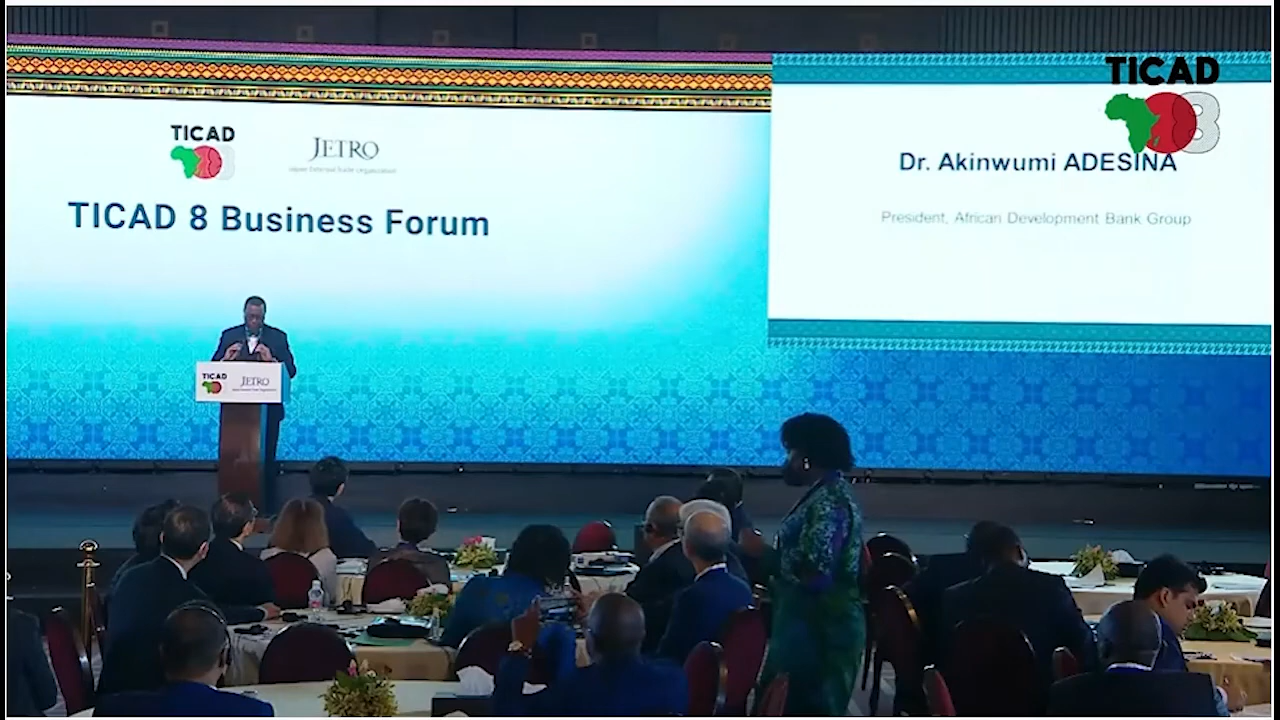 TICAD
JETRO
Japan External Trade Organization
TICAD 8 Business Forum
TICAD
8
Dr. Akinwumi ADESINA
President, African Development Bank Group
TICAD
JETRO